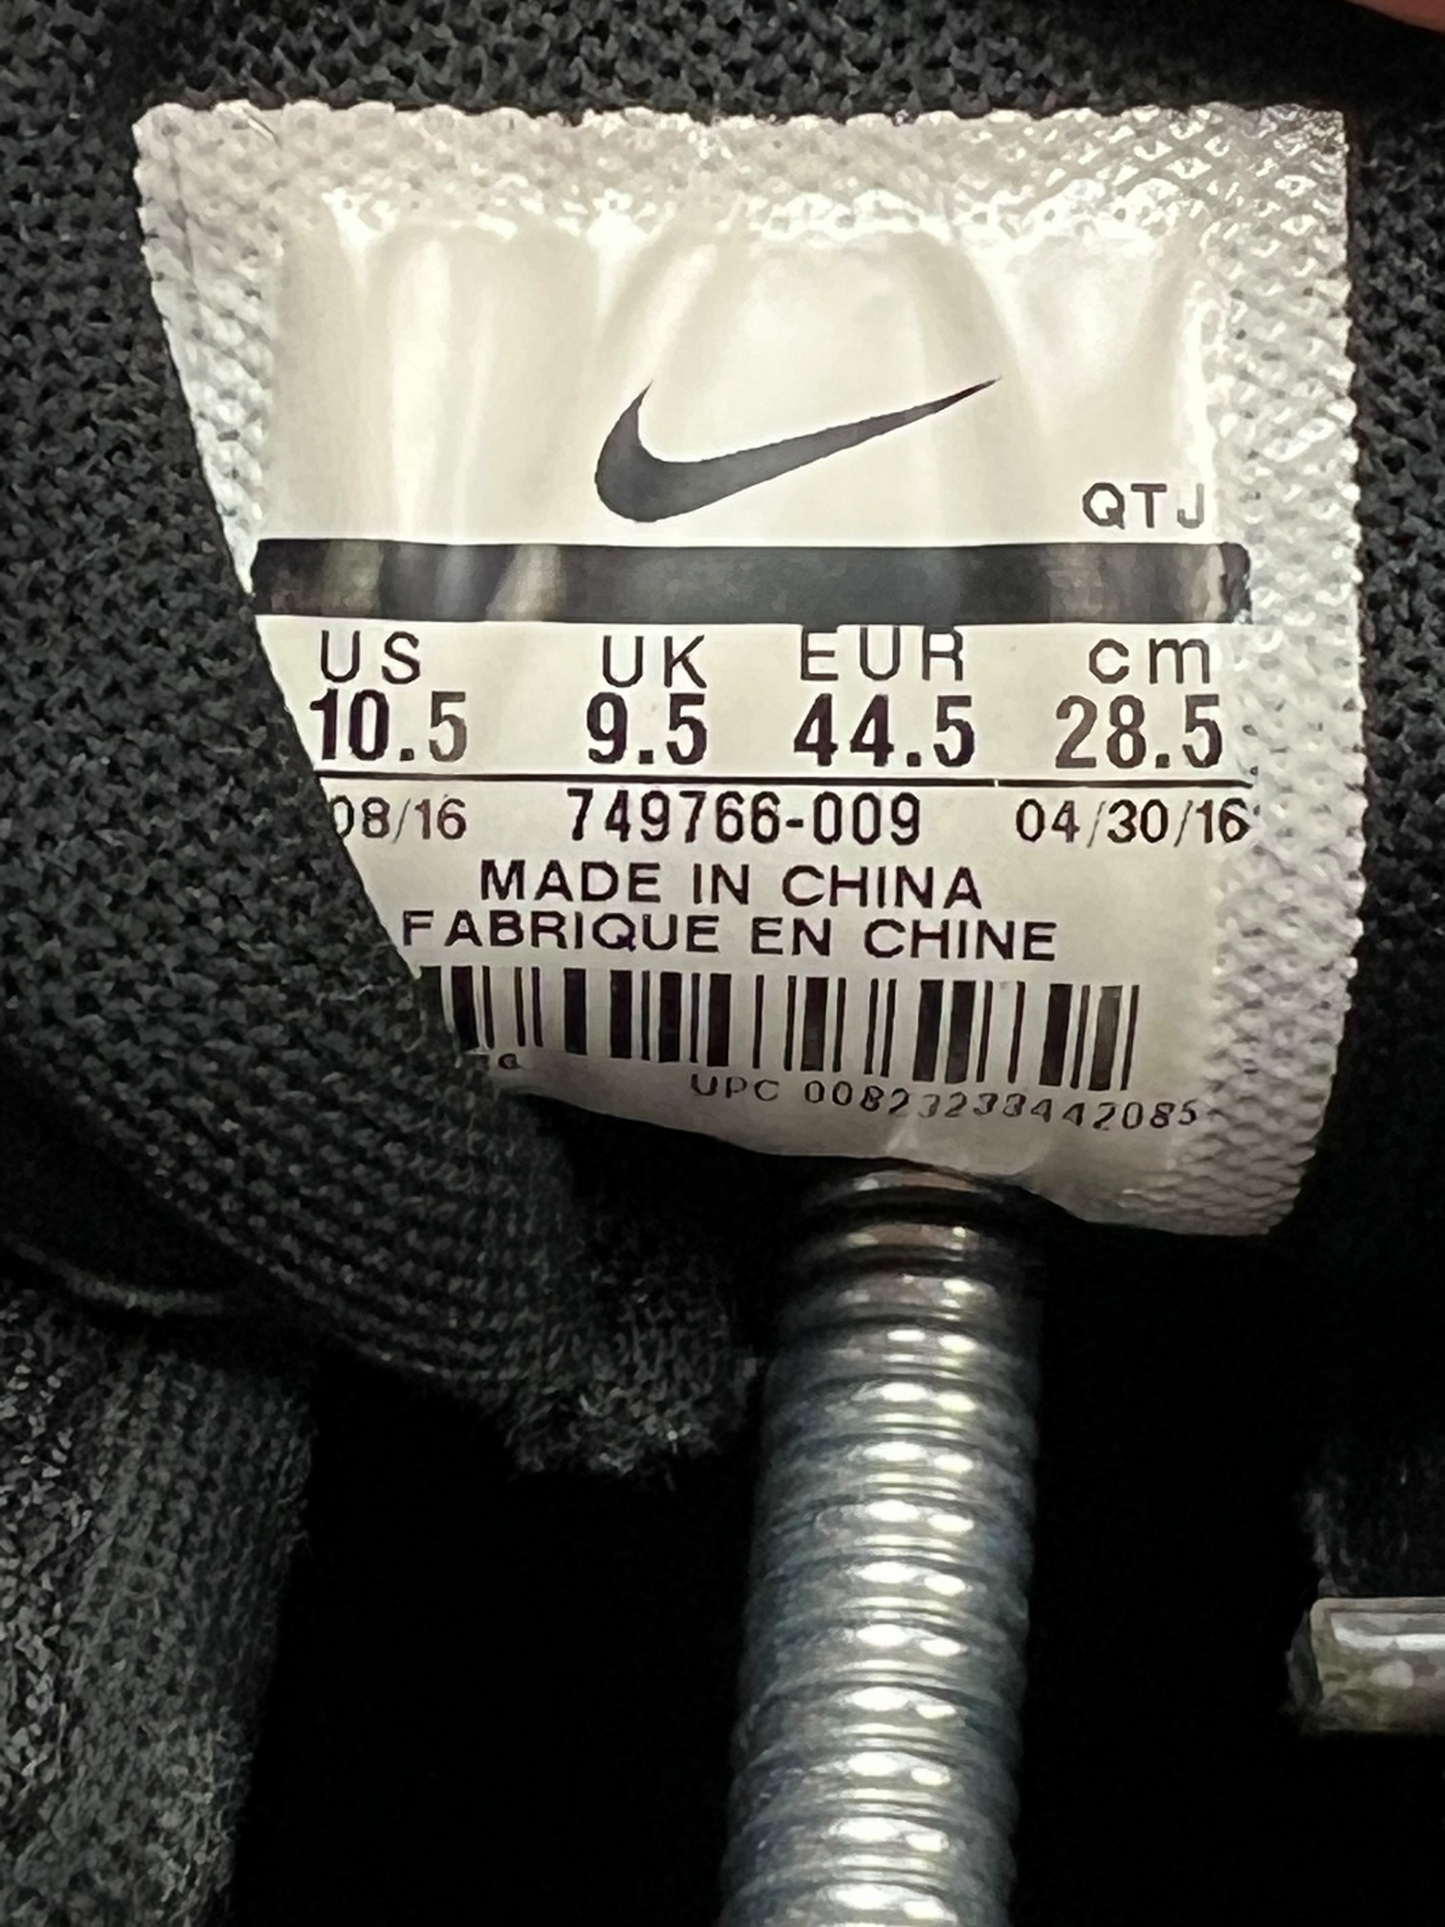 QTJ
US UK EUR cm
10.5 9.5 44.5 28.5
08/16 749766-009 04/30/16
MADE IN CHINA
FABRIQUE EN CHINE
UPC 00823233442085